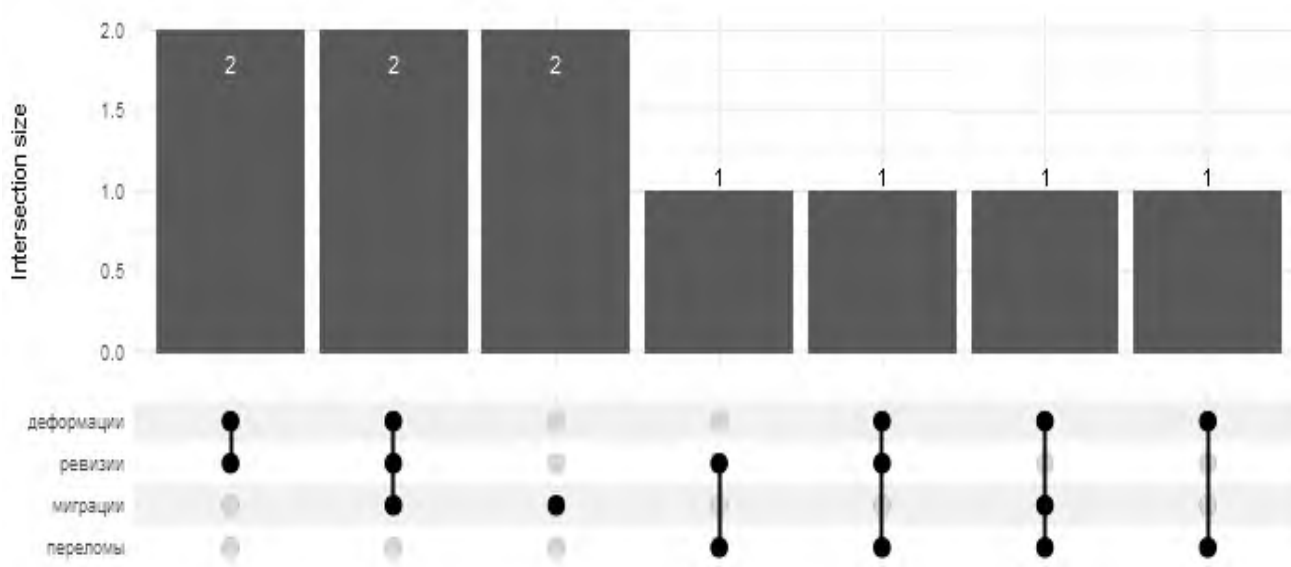 Intersection size
2.0
1.5
1.0
0.5
0.0
2 2 2 1 1 1 1
деформации
ревизии
миграции
переломы